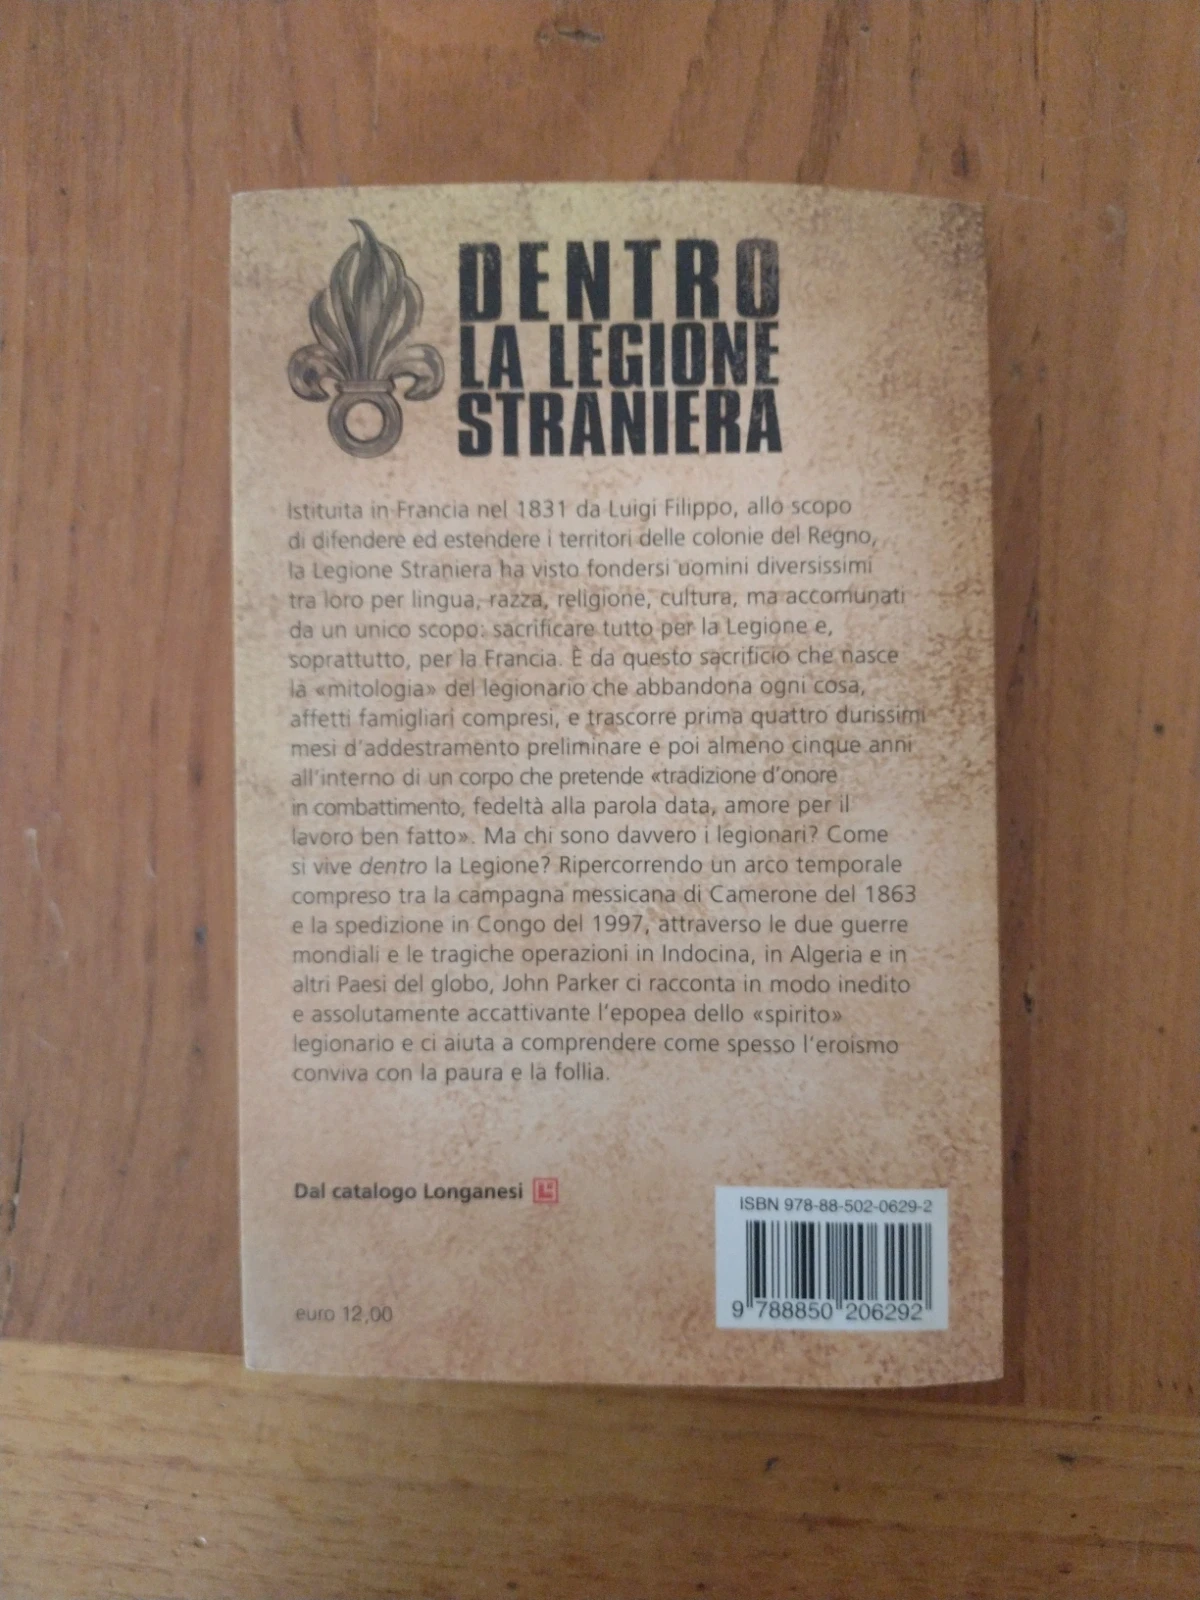 DENTRO
LA LEGIONE
STRANIERA
Istituita in Francia nel 1831 da Luigi Filippo, allo scopo
di difendere ed estendere i territori delle colonie del Regno,
la Legione Straniera ha visto fondersi uomini diversissimi
tra loro per lingua, razza, religione, cultura, ma accomunati
da un unico scopo: sacrificare tutto per la Legione e,
soprattutto, per la Francia. È da questo sacrificio che nasce
la «mitologia» del legionario che abbandona ogni cosa,
affetti famigliari compresi, e trascorre prima quattro durissimi
mesi d'addestramento preliminare e poi almeno cinque anni
all'interno di un corpo che pretende «tradizione d'onore
in combattimento, fedeltà alla parola data, amore per il
lavoro ben fatto». Ma chi sono davvero i legionari? Come
si vive dentro la Legione? Ripercorrendo un arco temporale
compreso tra la campagna messicana di Camerone del 1863
e la spedizione in Congo del 1997, attraverso le due guerre
mondiali e le tragiche operazioni in Indocina, in Algeria e in
altri Paesi del globo, John Parker ci racconta in modo inedito
e assolutamente accattivante l'epopea dello «spirito»
legionario e ci aiuta a comprendere come spesso l'eroismo
conviva con la paura e la follia.
Dal catalogo Longanesi
ISBN 978-88-502-0629-2
9 788850 206292
euro 12,00